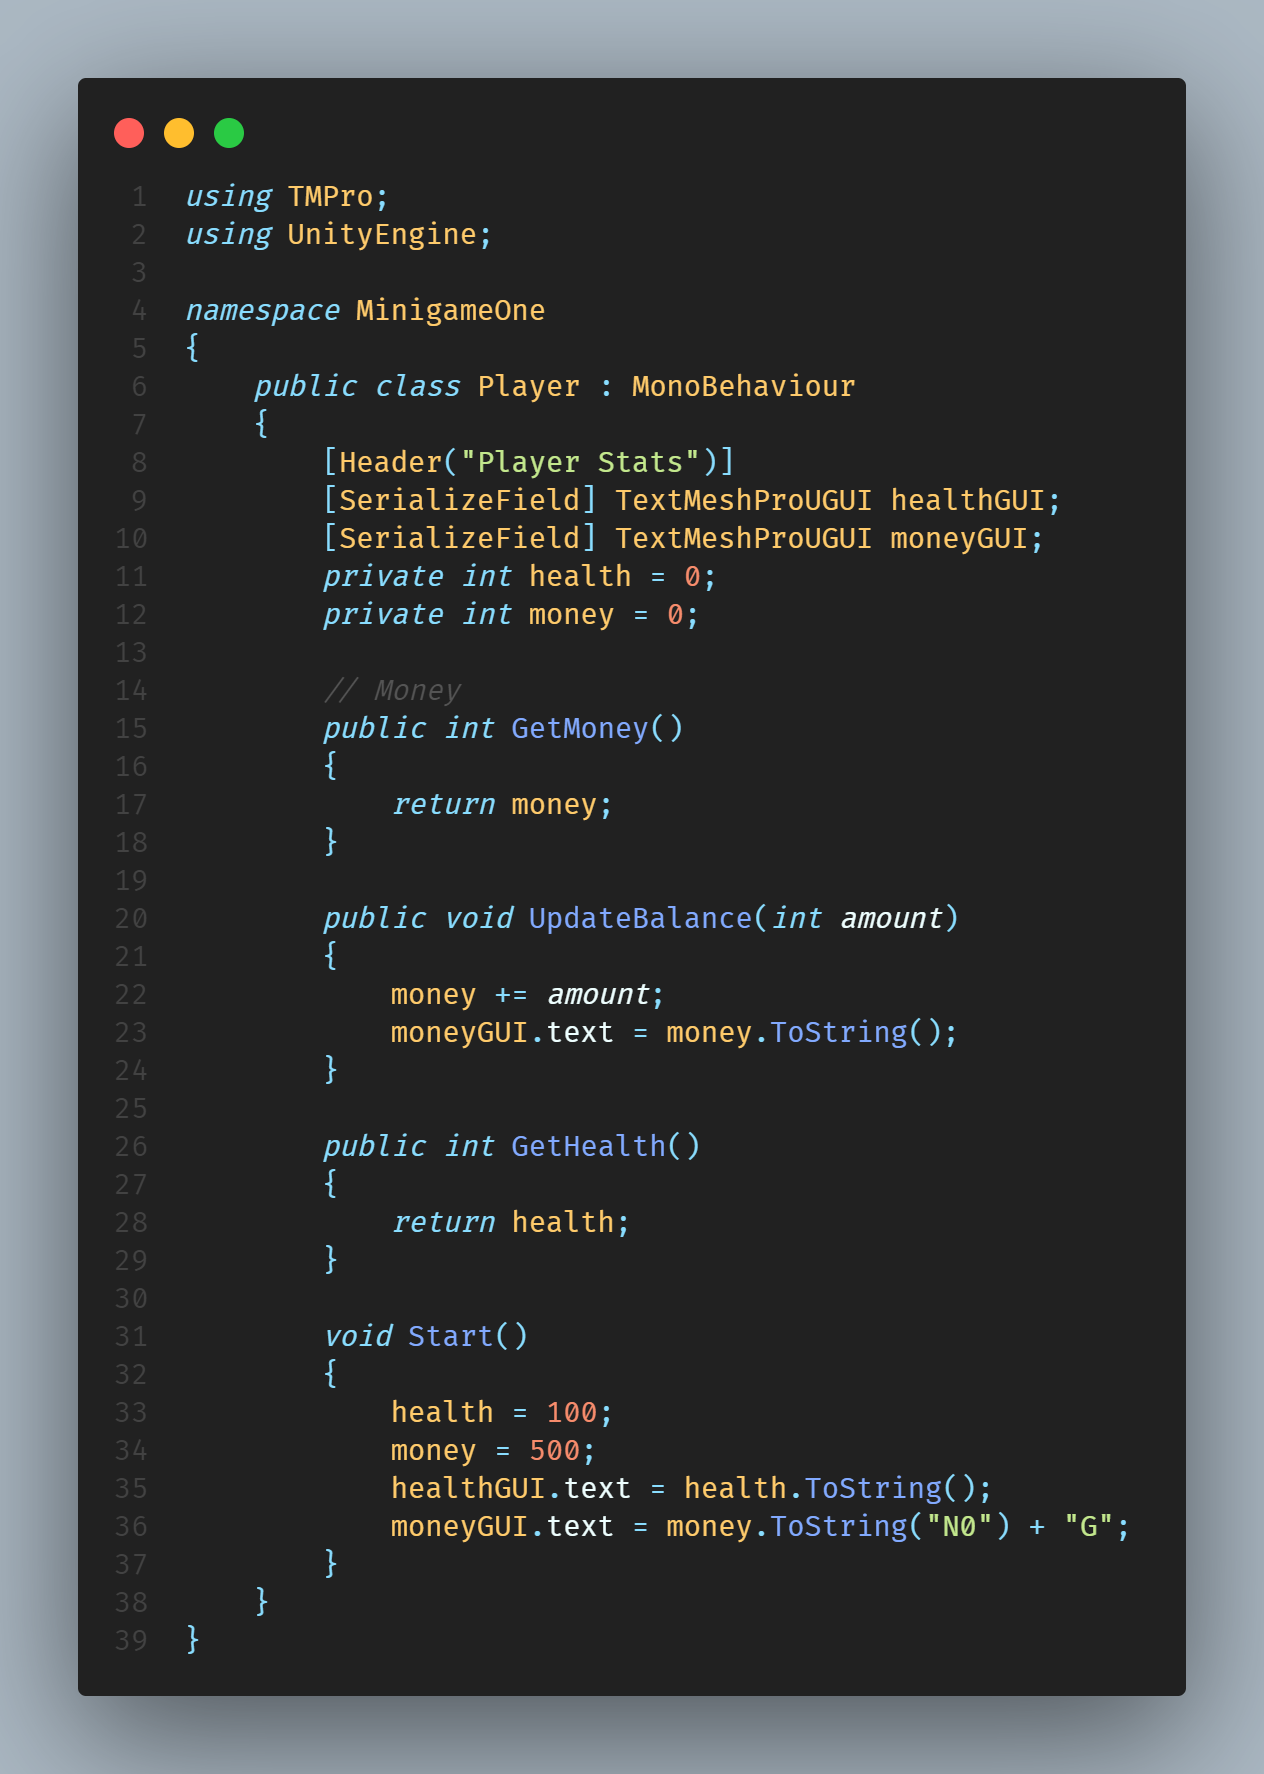 1 using TMPro;
2 using UnityEngine;
3
4 namespace MinigameOne
5 {
6     public class Player : MonoBehaviour
7     {
8         [Header("Player Stats")]
9         [SerializeField] TextMeshProUGUI healthGUI;
10         [SerializeField] TextMeshProUGUI moneyGUI;
11         private int health = 0;
12         private int money = 0;
13
14         // Money
15         public int GetMoney()
16         {
17             return money;
18         }
19
20         public void UpdateBalance(int amount)
21         {
22             money += amount;
23             moneyGUI.text = money.ToString();
24         }
25
26         public int GetHealth()
27         {
28             return health;
29         }
30
31         void Start()
32         {
33             health = 100;
34             money = 500;
35             healthGUI.text = health.ToString();
36             moneyGUI.text = money.ToString("N0") + "G";
37         }
38     }
39 }